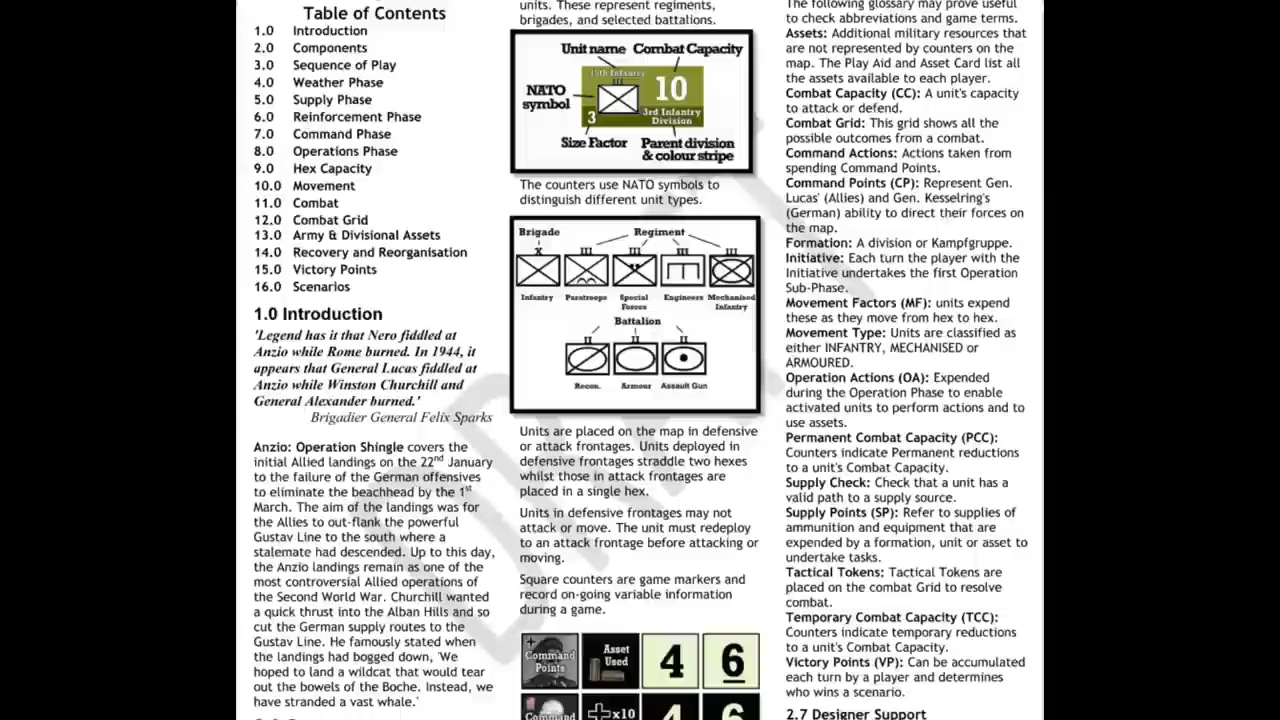 Table of Contents
1.0 Introduction
2.0 Components
3.0 Sequence of Play
4.0 Weather Phase
5.0 Supply Phase
6.0 Reinforcement Phase
7.0 Command Phase
8.0 Operations Phase
9.0 Hex Capacity
10.0 Movement
11.0 Combat
12.0 Combat Grid
13.0 Army & Divisional Assets
14.0 Recovery and Reorganisation
15.0 Victory Points
16.0 Scenarios
1.0 Introduction
'Legend has it that Nero fiddled at
Anzio while Rome burned. In 1944, it
appears that General Lucas fiddled at
Anzio while Winston Churchill and
General Alexander burned.'
Brigadier General Felix Sparks
Anzio: Operation Shingle covers the
initial Allied landings on the 22nd January
to the failure of the German offensives
to eliminate the beachhead by the 1st
March. The aim of the landings was for
the Allies to out-flank the powerful
Gustav Line to the south where a
stalemate had descended. Up to this day,
the Anzio landings remain as one of the
most controversial Allied operations of
the Second World War. Churchill wanted
a quick thrust into the Alban Hills and so
cut the German supply routes to the
Gustav Line. He famously stated when
the landings had bogged down, 'We
hoped to land a wildcat that would tear
out the bowels of the Boche. Instead, we
have stranded a vast whale.'
units. These represent regiments,
brigades, and selected battalions.
Unit name Combat Capacity
15th Infantry
III
10
NATO
symbol
3
3rd Infantry
Division
Size Factor
Parent division
& colour stripe
The counters use NATO symbols to
distinguish different unit types.
Brigade Regiment
X III III III III
Infantry Paratroops Special Forces Engineers Mechanised Infantry
Battalion
II II II
Recon. Armour Assault Gun
Units are placed on the map in defensive
or attack frontages. Units deployed in
defensive frontages straddle two hexes
whilst those in attack frontages are
placed in a single hex.
Units in defensive frontages may not
attack or move. The unit must redeploy
to an attack frontage before attacking or
moving.
Square counters are game markers and
record on-going variable information
during a game.
+
Command
Points
Asset
Used
4
6
Command
x10
The following glossary may prove useful
to check abbreviations and game terms.
Assets: Additional military resources that
are not represented by counters on the
map. The Play Aid and Asset Card list all
the assets available to each player.
Combat Capacity (CC): A unit's capacity
to attack or defend.
Combat Grid: This grid shows all the
possible outcomes from a combat.
Command Actions: Actions taken from
spending Command Points.
Command Points (CP): Represent Gen.
Lucas' (Allies) and Gen. Kesselring's
(German) ability to direct their forces on
the map.
Formation: A division or Kampfgruppe.
Initiative: Each turn the player with the
Initiative undertakes the first Operation
Sub-Phase.
Movement Factors (MF): units expend
these as they move from hex to hex.
Movement Type: Units are classified as
either INFANTRY, MECHANISED or
ARMOURED.
Operation Actions (OA): Expended
during the Operation Phase to enable
activated units to perform actions and to
use assets.
Permanent Combat Capacity (PCC):
Counters indicate Permanent reductions
to a unit's Combat Capacity.
Supply Check: Check that a unit has a
valid path to a supply source.
Supply Points (SP): Refer to supplies of
ammunition and equipment that are
expended by a formation, unit or asset to
undertake tasks.
Tactical Tokens: Tactical Tokens are
placed on the combat Grid to resolve
combat.
Temporary Combat Capacity (TCC):
Counters indicate temporary reductions
to a unit's Combat Capacity.
Victory Points (VP): Can be accumulated
each turn by a player and determines
who wins a scenario.
2.7 Designer Support